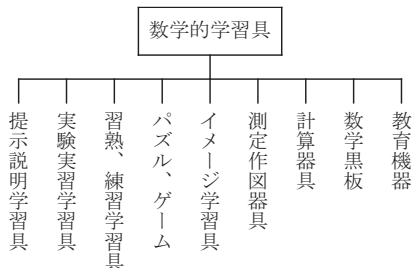 数学的学習具
提示説明学習具
実験実習学習具
習熟、練習学習具
パズル、ゲーム
イメージ学習具
測定作図器具
計算器具
数学黒板
教育機器